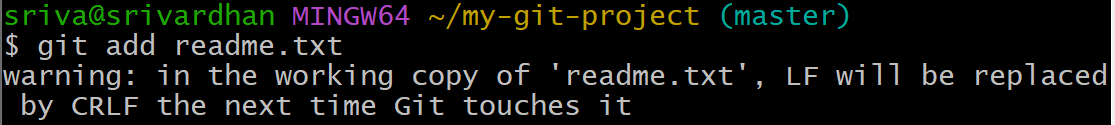 sriva@srivardhan MINGW64 ~/my-git-project (master)
$ git add readme.txt
warning: in the working copy of 'readme.txt', LF will be replaced
 by CRLF the next time Git touches it